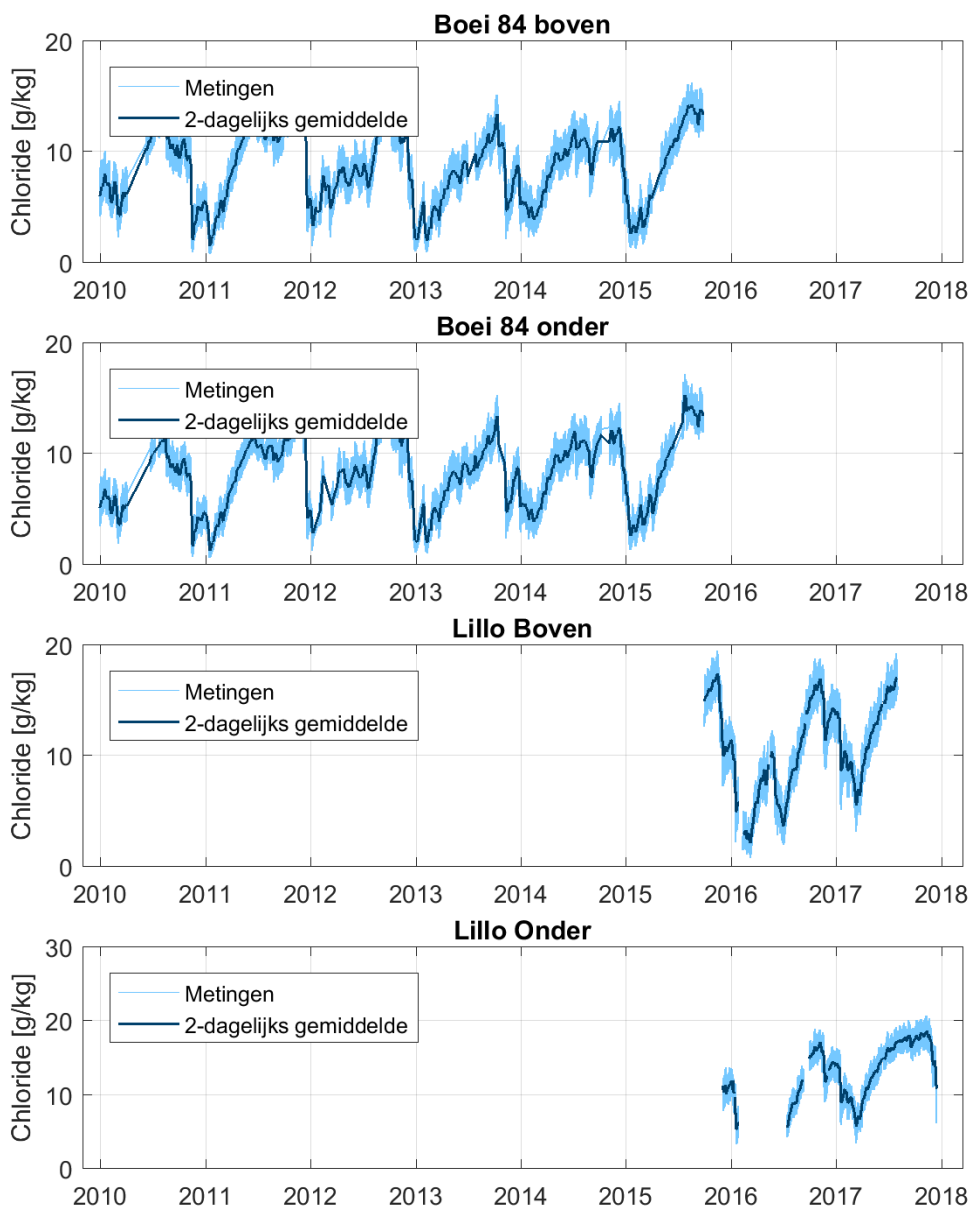 Boei 84 boven
Chloride [g/kg]
20
10
0
Metingen
2-dagelijks gemiddelde
2010 2011 2012 2013 2014 2015 2016 2017 2018
Boei 84 onder
Chloride [g/kg]
20
10
0
Metingen
2-dagelijks gemiddelde
2010 2011 2012 2013 2014 2015 2016 2017 2018
Lillo Boven
Chloride [g/kg]
20
10
0
Metingen
2-dagelijks gemiddelde
2010 2011 2012 2013 2014 2015 2016 2017 2018
Lillo Onder
Chloride [g/kg]
30
20
10
0
Metingen
2-dagelijks gemiddelde
2010 2011 2012 2013 2014 2015 2016 2017 2018